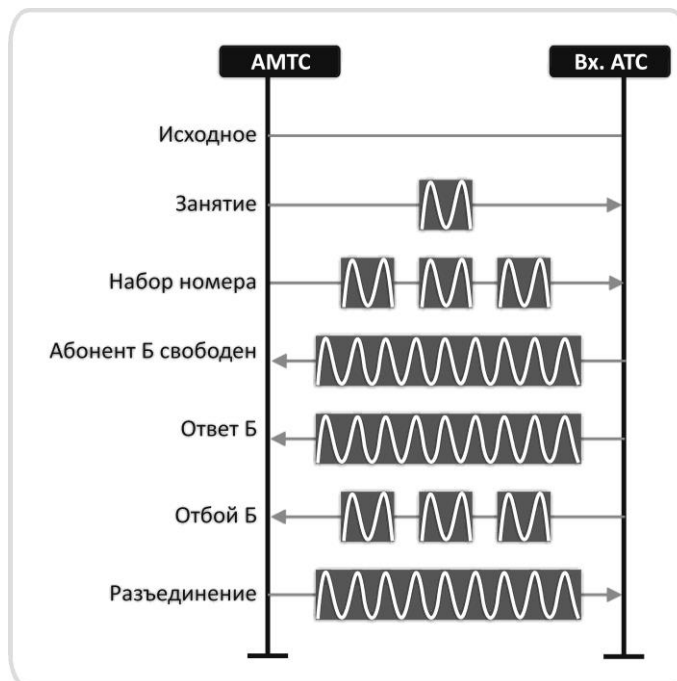 АМТС
Вх. АТС
Исходное
Занятие
Набор номера
Абонент Б свободен
Ответ Б
Отбой Б
Разъединение